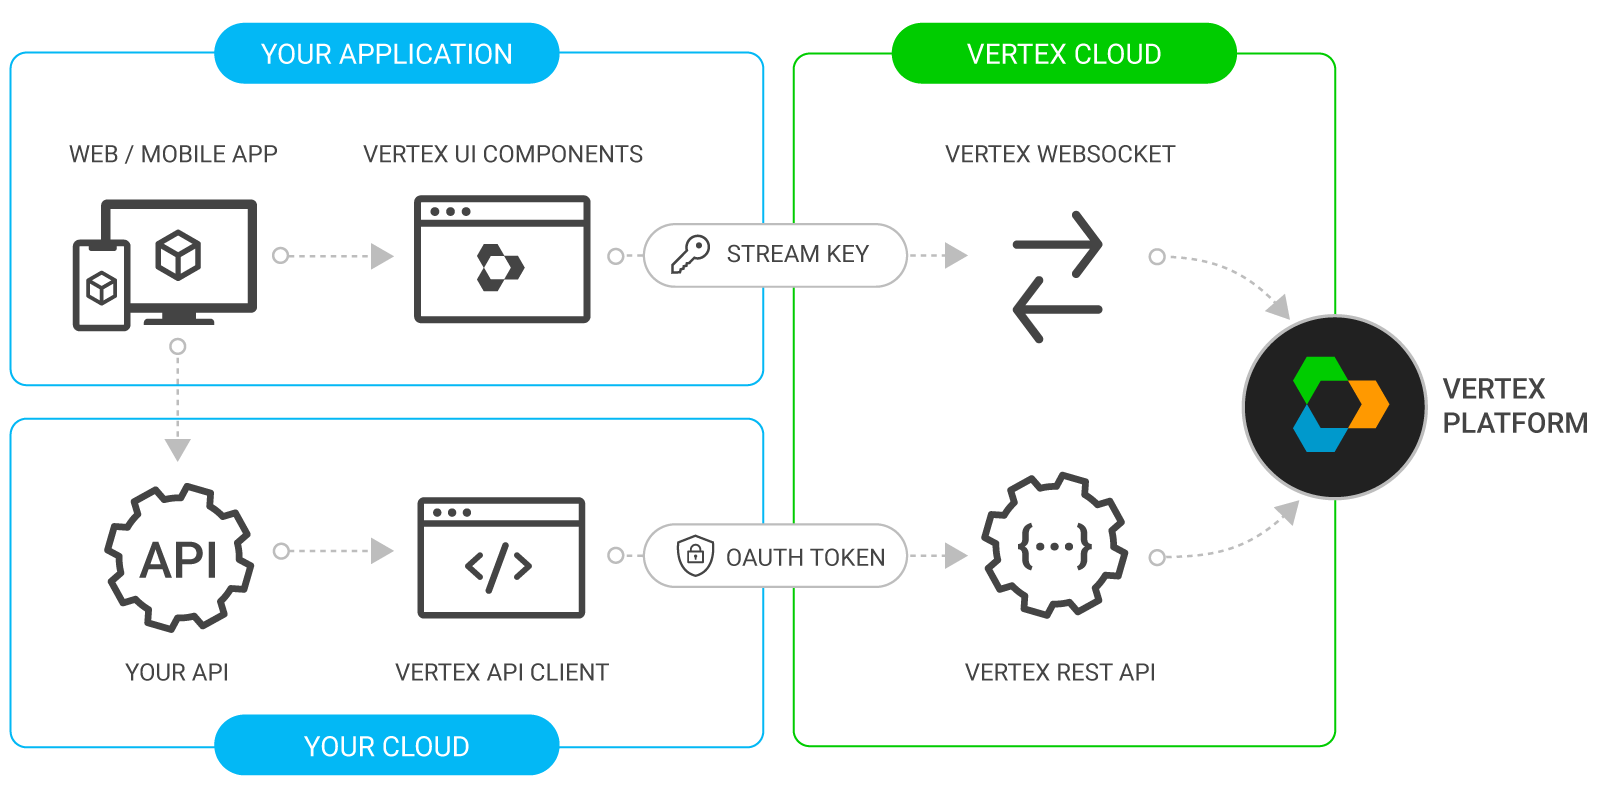 YOUR APPLICATION
VERTEX CLOUD
WEB / MOBILE APP
VERTEX UI COMPONENTS
VERTEX WEBSOCKET
STREAM KEY
VERTEX
PLATFORM
API
</>
OAUTH TOKEN
{...}
YOUR API
VERTEX API CLIENT
VERTEX REST API
YOUR CLOUD